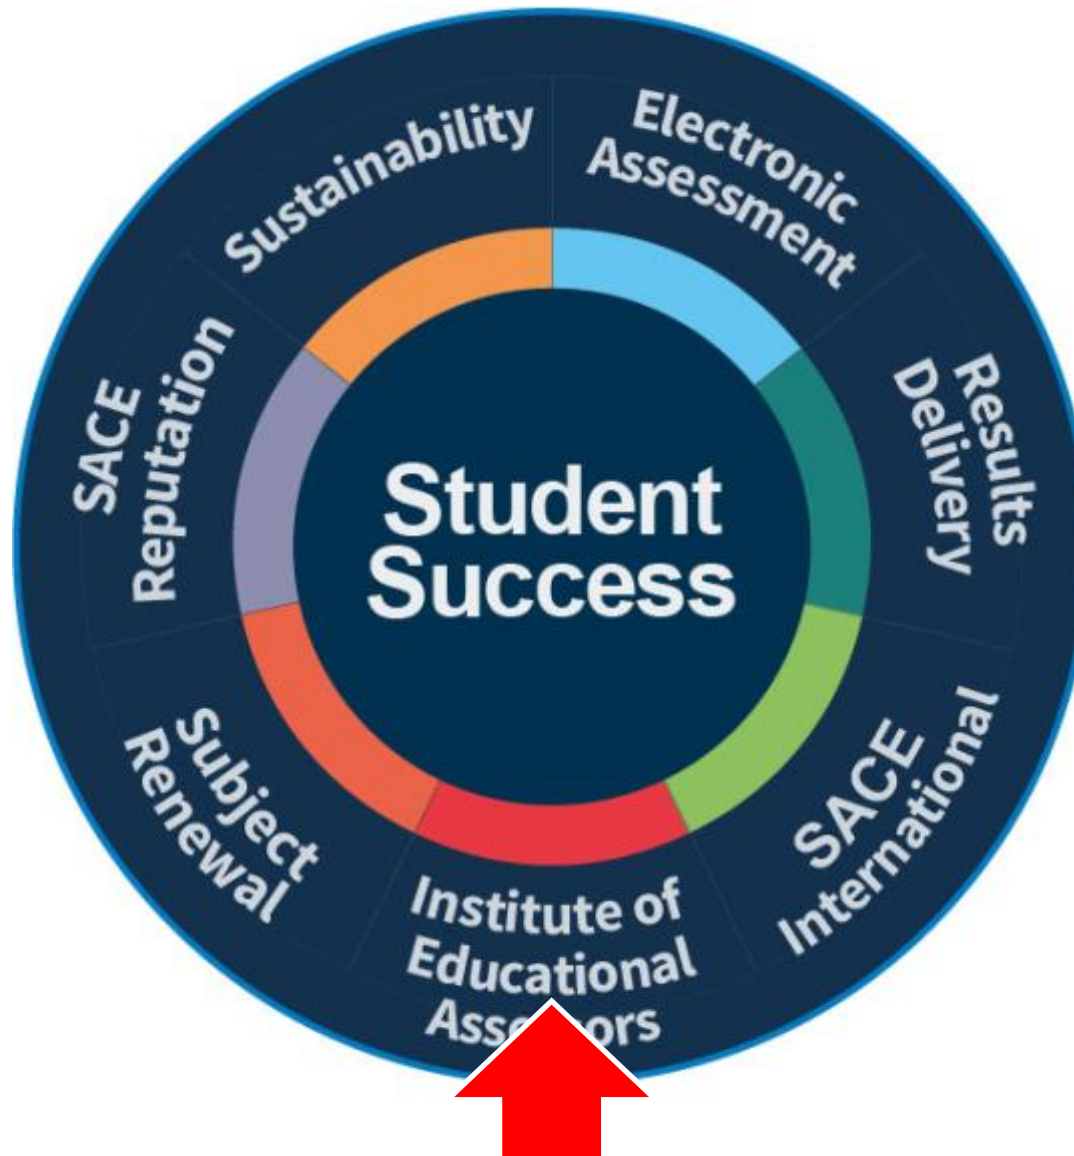 Student
Success
Electronic
Assessment
Results
Delivery
SACE
International
Institute of
Educational
Subject
Renewal
SACE
Reputation
Sustainability